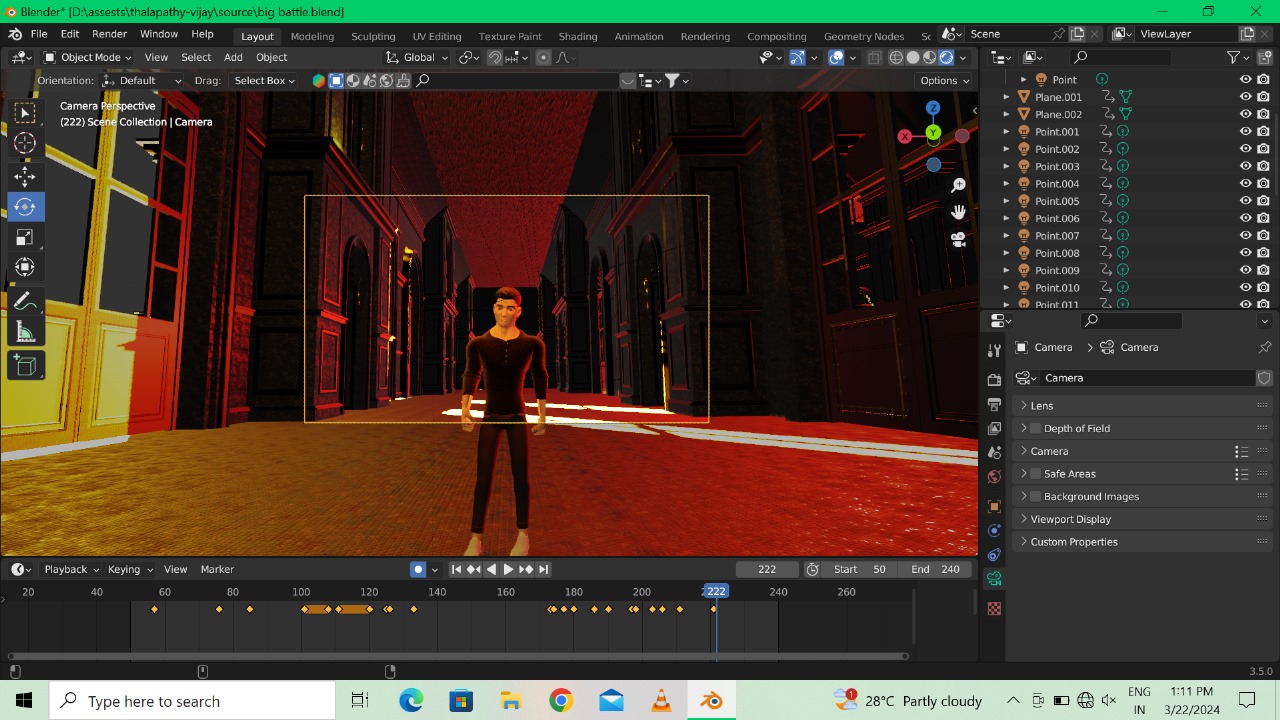 Blender* [D:\assests\thalapathy-vijay\source\big battle.blend]
File Edit Render Window Help
Layout Modeling Sculpting UV Editing Texture Paint Shading Animation Rendering Compositing Geometry Nodes Sc
Scene
ViewLayer
Object Mode View Select Add Object
Global
Orientation: Default Drag: Select Box
Options
Camera Perspective
(222) Scene Collection | Camera
Z
Y
X
Point
Plane.001
Plane.002
Point.001
Point.002
Point.003
Point.004
Point.005
Point.006
Point.007
Point.008
Point.009
Point.010
Point.011
Camera Camera
Camera
Lens
Depth of Field
Camera
Safe Areas
Background Images
Viewport Display
Custom Properties
Playback Keying View Marker
222 Start 50 End 240
20 40 60 80 100 120 140 160 180 200 222 240 260
3.5.0
Type here to search
1
28°C Partly cloudy
ENG
IN
1:11 PM
3/22/2024